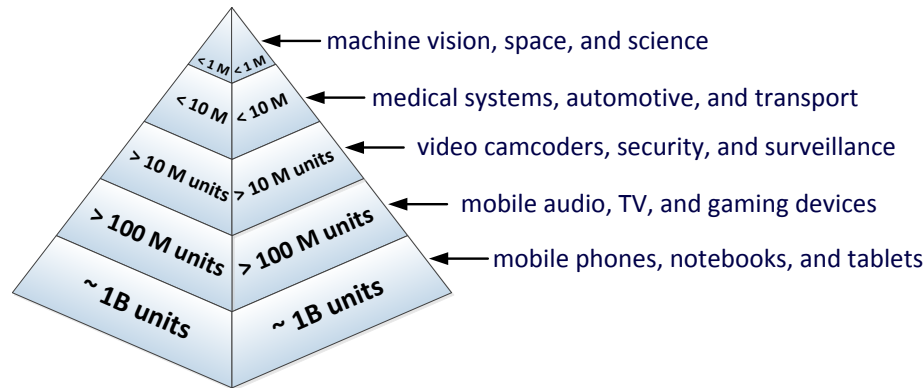 < 1 M < 1 M machine vision, space, and science
< 10 M < 10 M medical systems, automotive, and transport
> 10 M units > 10 M units video camcoders, security, and surveillance
> 100 M units > 100 M units mobile audio, TV, and gaming devices
~ 1B units ~ 1B units mobile phones, notebooks, and tablets